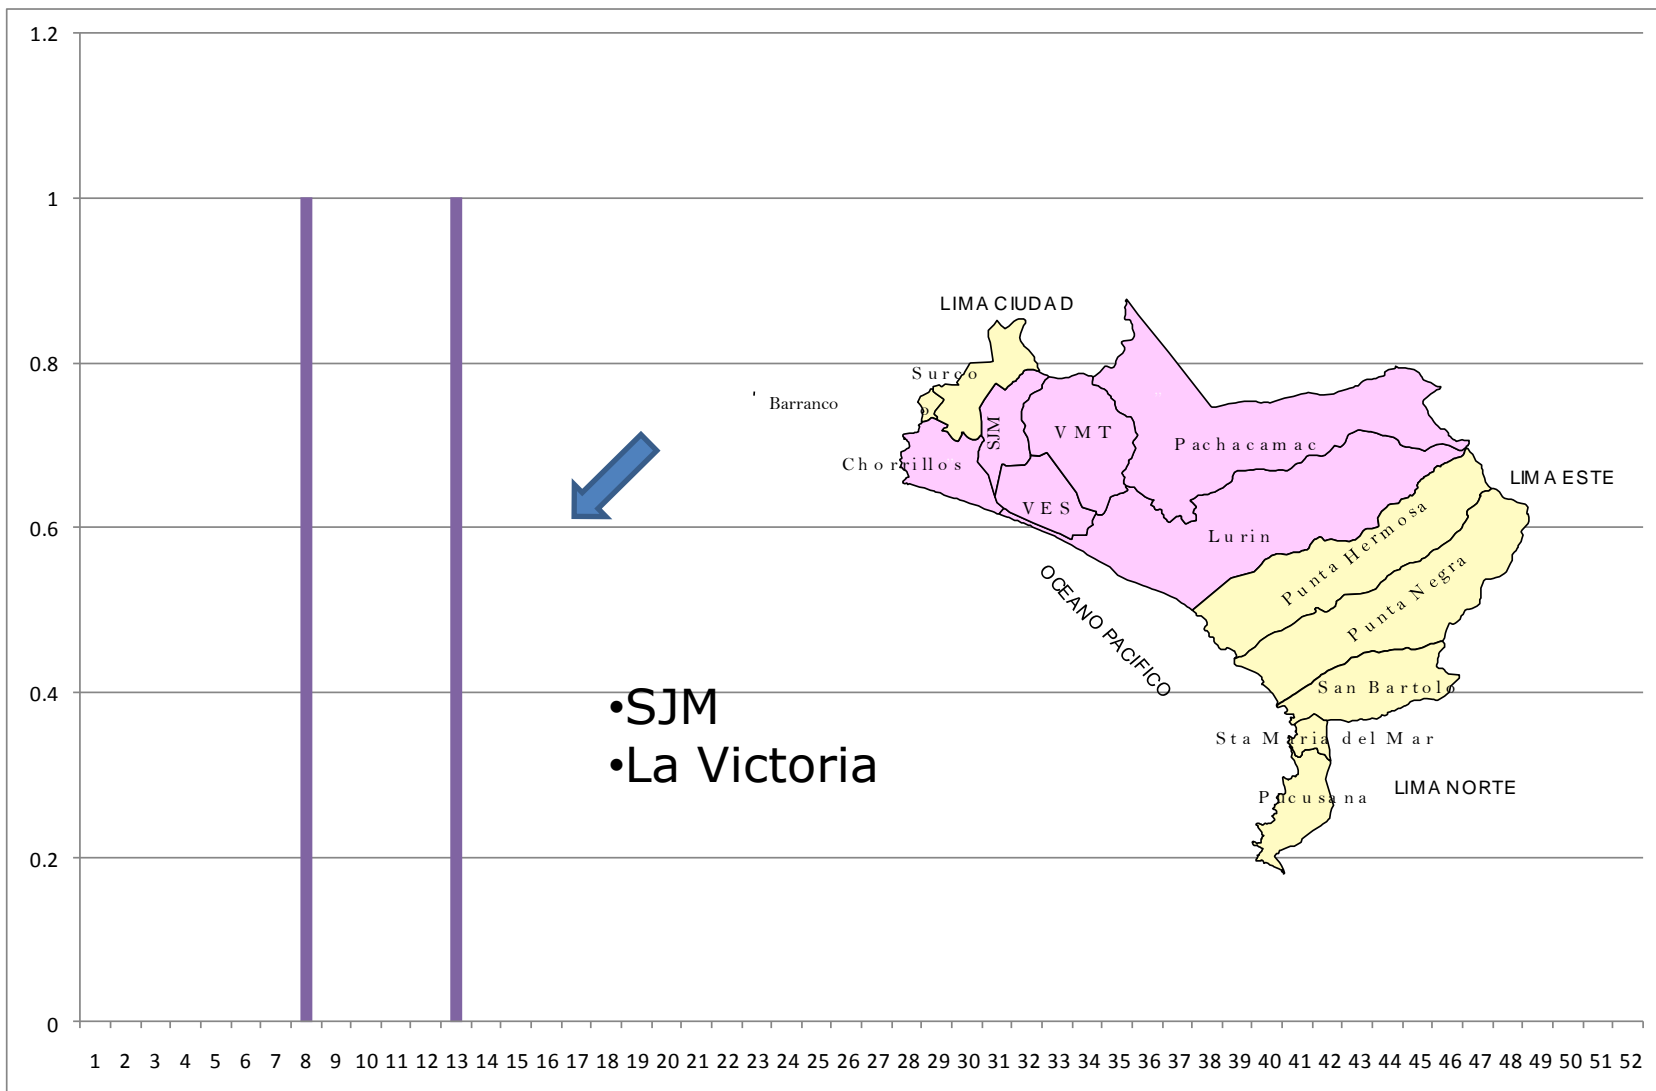 1.2
1
0.8
0.6
0.4
0.2
0
LIMA CIUDAD
Surco
Barranco
o
SJM
VMT
Pachacamac
Chorrillos
LIMA ESTE
VES
Lurin
Punta Hermosa
Punta Negra
OCEANO PACIFICO
San Bartolo
•SJM
•La Victoria
Sta Maria del Mar
LIMA NORTE
Pucusana
1 2 3 4 5 6 7 8 9 10 11 12 13 14 15 16 17 18 19 20 21 22 23 24 25 26 27 28 29 30 31 32 33 34 35 36 37 38 39 40 41 42 43 44 45 46 47 48 49 50 51 52